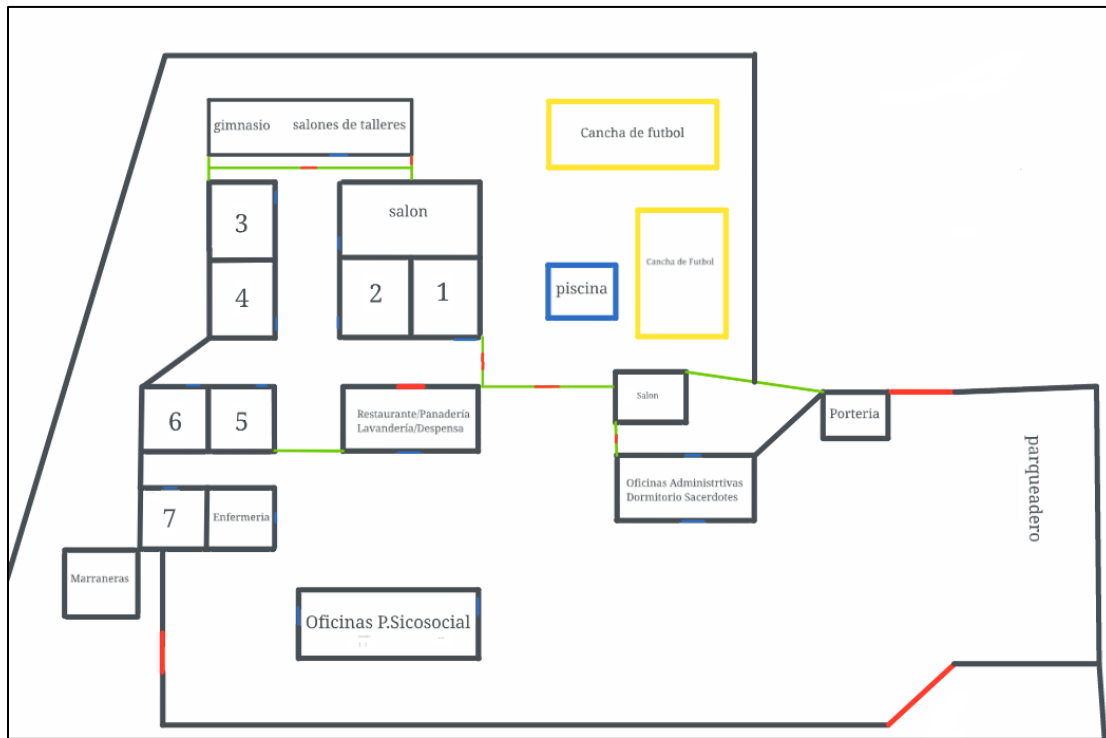 gimnasio salones de talleres
Cancha de futbol
3
salon
Cancha de Futbol
4
2
1
piscina
6
5
Restaurante/Panadería
Lavandería/Despensa
Salon
Porteria
parqueadero
Oficinas Administrtivas
Dormitorio Sacerdotes
7
Enfermeria
Marraneras
Oficinas P.Sicosocial